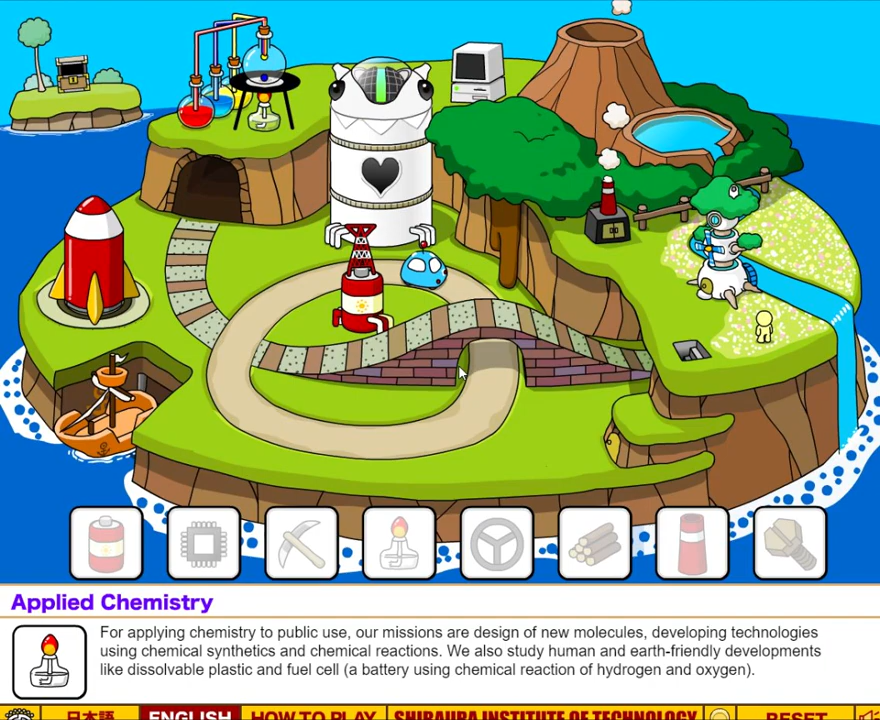 Applied Chemistry
For applying chemistry to public use, our missions are design of new molecules, developing technologies
using chemical synthetics and chemical reactions. We also study human and earth-friendly developments
like dissolvable plastic and fuel cell (a battery using chemical reaction of hydrogen and oxygen).
日本語 ENGLISH HOW TO PLAY SHIBAURA INSTITUTE OF TECHNOLOGY RESET